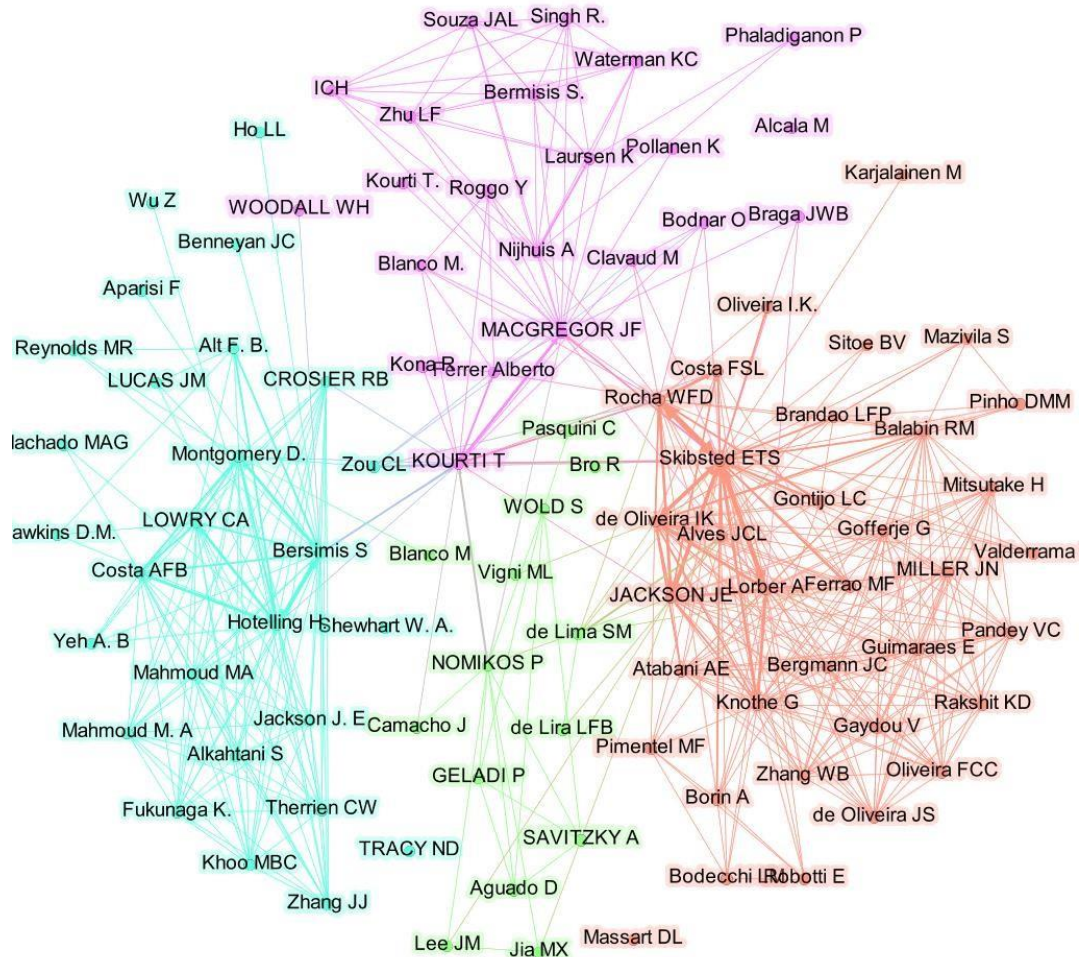 Souza JAL
Singh R.
Phaladiganon P
Waterman KC
ICH
Bermisis S.
Zhu LF
Ho LL
Alcala M
Pollanen K
Laursen K
Karjalainen M
Kourti T.
Roggo Y
Wu Z
WOODALL WH
Bodnar O
Braga JWB
Benneyan JC
Nijhuis A
Clavaud M
Blanco M.
Aparisi F
Oliveira I.K.
MACGREGOR JF
Mazivila S
Sitoe BV
Reynolds MR
Alt F. B.
Kona R
Ferrer Alberto
Costa FSL
LUCAS JM
CROSIER RB
Rocha WFD
Pinho DMM
Brandao LFP
Balabin RM
Pasquini C
lachado MAG
Montgomery D.
Zou CL
KOURTI T
Bro R
Skibsted ETS
Mitsutake H
Gontijo LC
WOLD S
LOWRY CA
de Oliveira IK
Gofferje G
awkins D.M.
Alves JCL
Bersimis S
Blanco M
Valderrama
Costa AFB
Vigni ML
MILLER JN
Lorber A
Ferrao MF
JACKSON JE
Hotelling H
Shewhart W. A.
de Lima SM
Pandey VC
Yeh A. B
Guimaraes E
NOMIKOS P
Bergmann JC
Atabani AE
Mahmoud MA
Knothe G
Rakshit KD
Jackson J. E
Camacho J
de Lira LFB
Gaydou V
Mahmoud M. A
Pimentel MF
Alkahtani S
GELADI P
Zhang WB
Oliveira FCC
Borin A
Fukunaga K.
Therrien CW
de Oliveira JS
SAVITZKY A
TRACY ND
Khoo MBC
Bodecchi LM
Robotti E
Aguado D
Zhang JJ
Massart DL
Lee JM
Jia MX